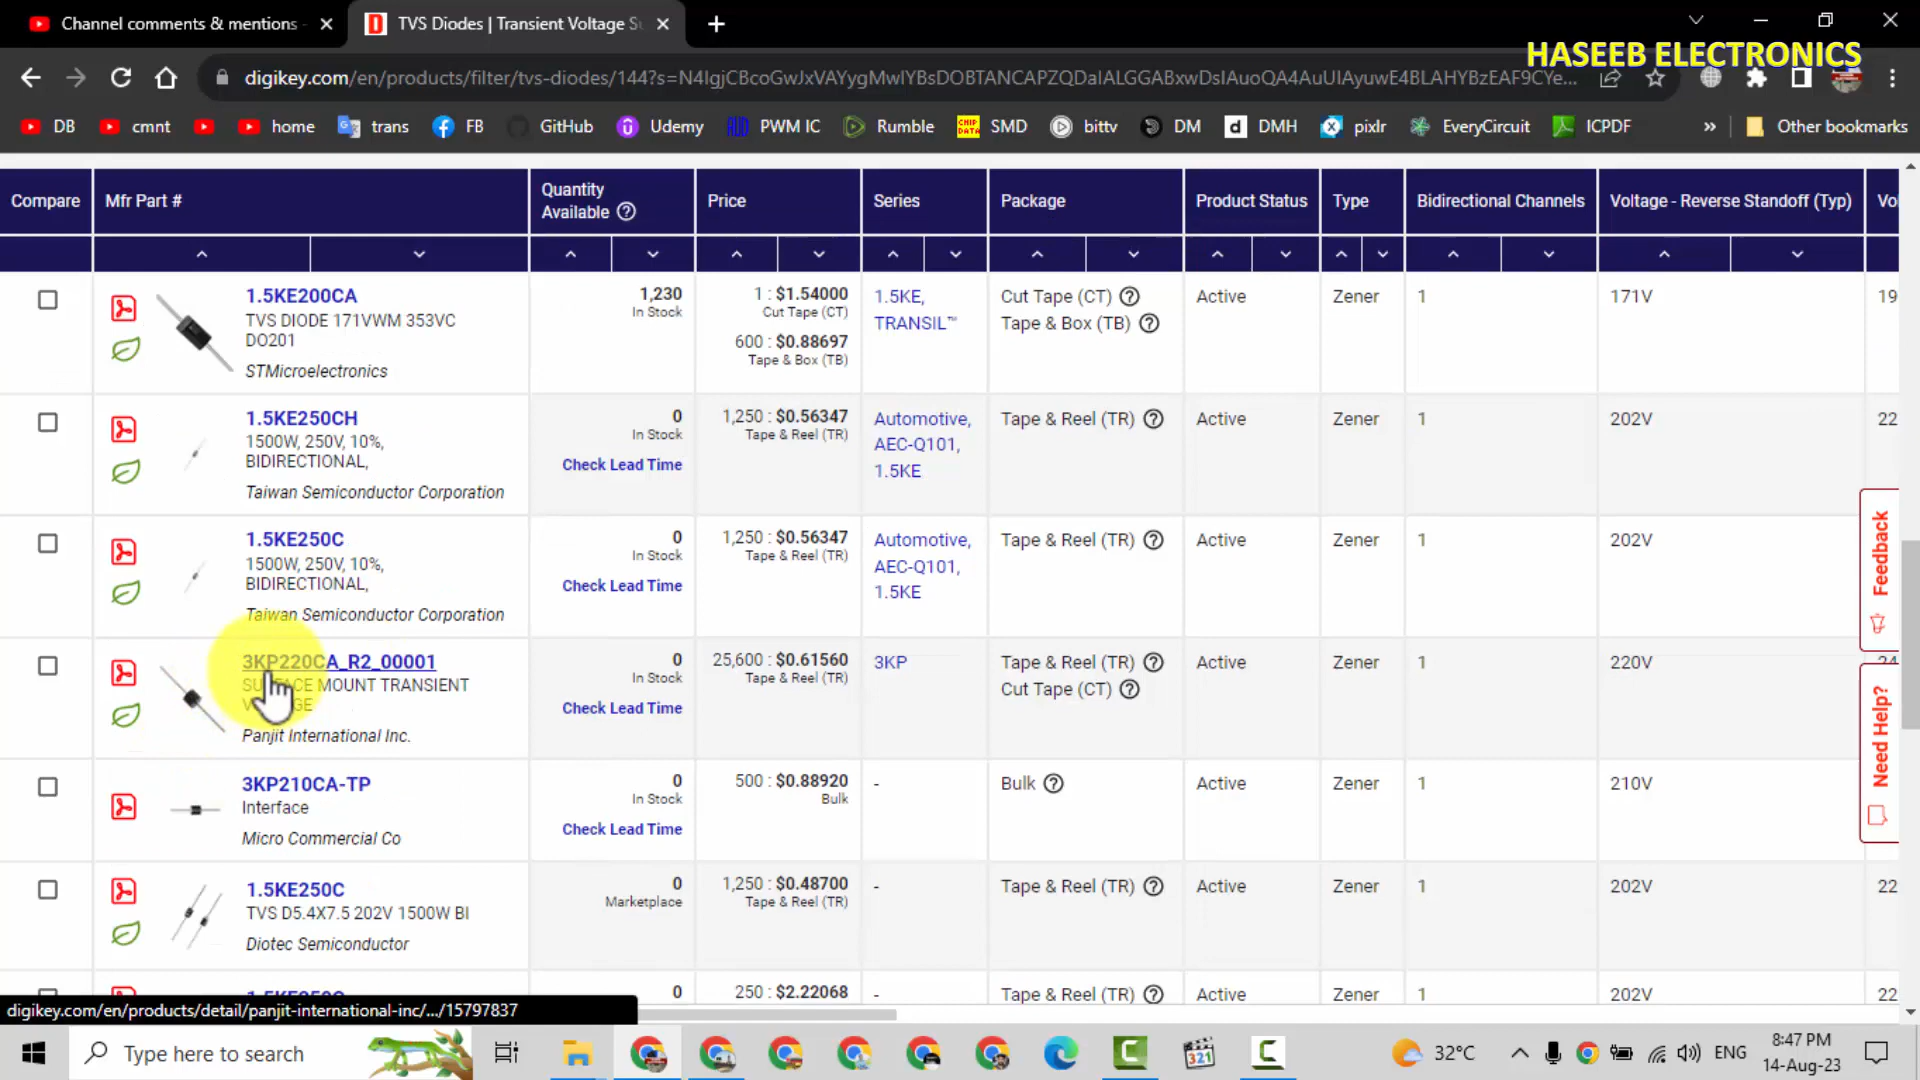 Channel comments & mentions -
TVS Diodes | Transient Voltage Su
HASEEB ELECTRONICS
digikey.com/en/products/filter/tvs-diodes/144?s=N4IgjCBcoGwJxVAYygMwIYBsDOBTANCAPZQDaIALGGABxwDsIAuoQA4AuUIAyuwE4BLAHYBzEAF9CYe...
DB
cmnt
home
trans
FB
GitHub
Udemy
PWM IC
Rumble
CHIP DATA
SMD
bittv
DM
DMH
pixlr
EveryCircuit
ICPDF
»
Other bookmarks
Compare
Mfr Part #
Quantity
Available
Price
Series
Package
Product Status
Type
Bidirectional Channels
Voltage - Reverse Standoff (Typ)
Vo
1.5KE200CA
TVS DIODE 171VWM 353VC
DO201
STMicroelectronics
1,230
In Stock
1 : $1.54000
Cut Tape (CT)
600 : $0.88697
Tape & Box (TB)
1.5KE,
TRANSIL™
Cut Tape (CT)
Tape & Box (TB)
Active
Zener
1
171V
19
1.5KE250CH
1500W, 250V, 10%,
BIDIRECTIONAL,
Taiwan Semiconductor Corporation
0
In Stock
Check Lead Time
1,250 : $0.56347
Tape & Reel (TR)
Automotive,
AEC-Q101,
1.5KE
Tape & Reel (TR)
Active
Zener
1
202V
22
1.5KE250C
1500W, 250V, 10%,
BIDIRECTIONAL,
Taiwan Semiconductor Corporation
0
In Stock
Check Lead Time
1,250 : $0.56347
Tape & Reel (TR)
Automotive,
AEC-Q101,
1.5KE
Tape & Reel (TR)
Active
Zener
1
202V
3KP220CA_R2_00001
SURFACE MOUNT TRANSIENT
Panjit International Inc.
0
In Stock
Check Lead Time
25,600 : $0.61560
Tape & Reel (TR)
3KP
Tape & Reel (TR)
Cut Tape (CT)
Active
Zener
1
220V
3KP210CA-TP
Interface
Micro Commercial Co
0
In Stock
Check Lead Time
500 : $0.88920
Bulk
-
Bulk
Active
Zener
1
210V
1.5KE250C
TVS D5.4X7.5 202V 1500W BI
Diotec Semiconductor
0
Marketplace
1,250 : $0.48700
Tape & Reel (TR)
-
Tape & Reel (TR)
Active
Zener
1
202V
22
0
250 : $2.22068
-
Tape & Reel (TR)
Active
Zener
1
202V
22
Feedback
Need Help?
digikey.com/en/products/detail/panjit-international-inc/.../15797837
Type here to search
321
32°C
ENG
8:47 PM
14-Aug-23